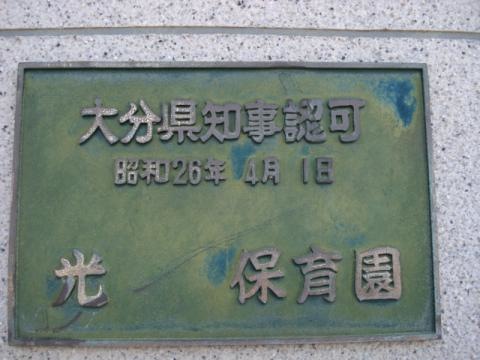 大分県知事認可
昭和26年 4月 1日
光 保育園